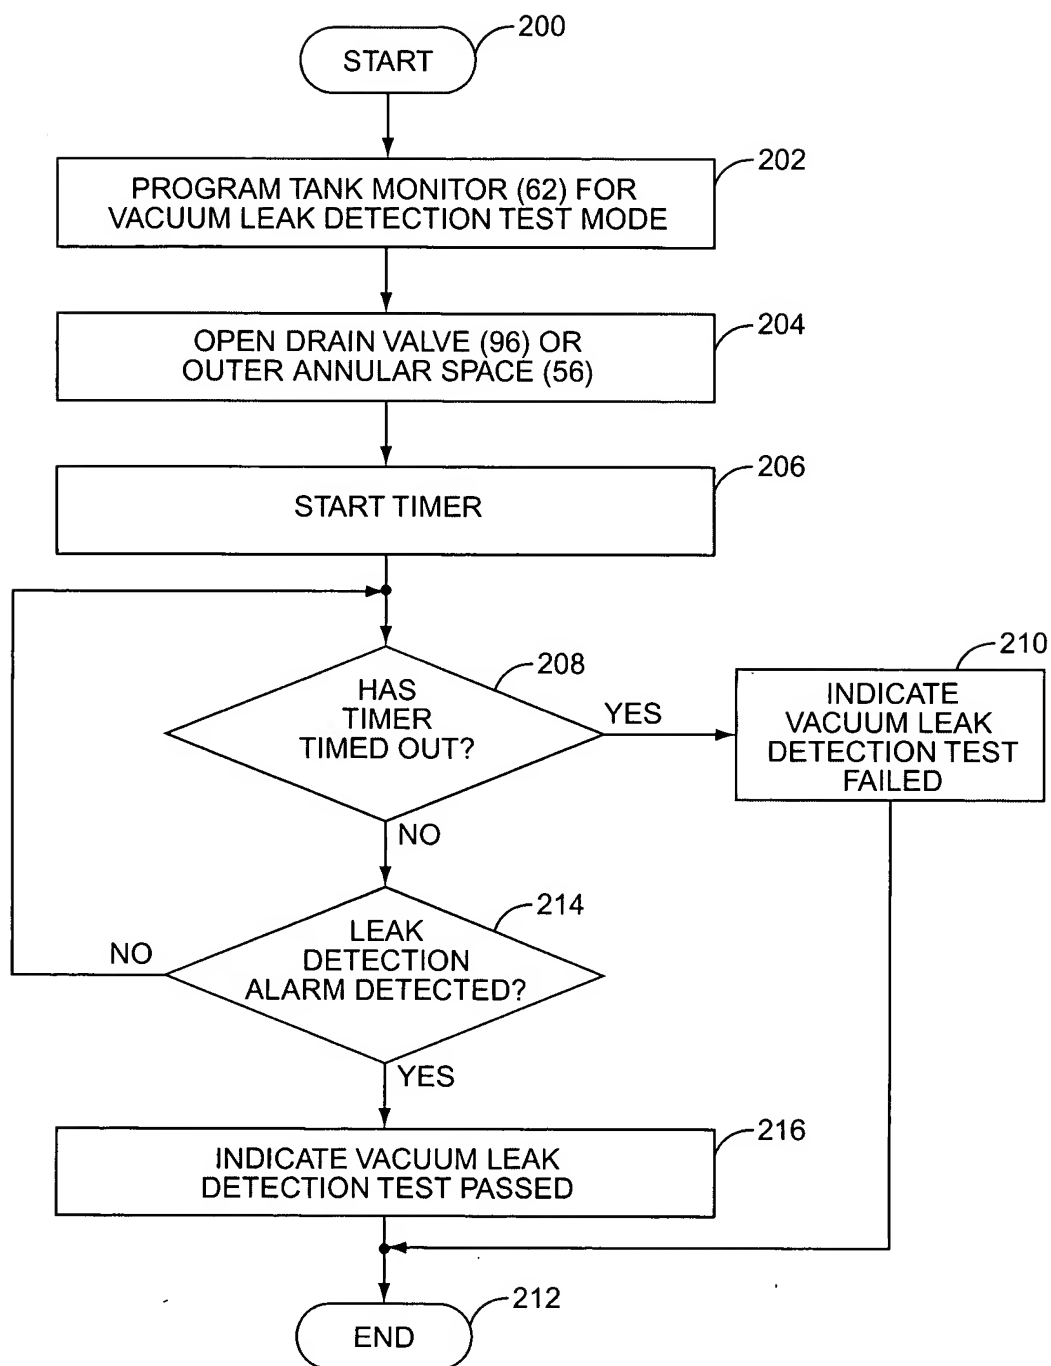 200
START
202
PROGRAM TANK MONITOR (62) FOR
VACUUM LEAK DETECTION TEST MODE
204
OPEN DRAIN VALVE (96) OR
OUTER ANNULAR SPACE (56)
206
START TIMER
208
HAS
TIMER
TIMED OUT?
YES
210
INDICATE
VACUUM LEAK
DETECTION TEST
FAILED
NO
214
LEAK
DETECTION
ALARM DETECTED?
NO
YES
216
INDICATE VACUUM LEAK
DETECTION TEST PASSED
212
END